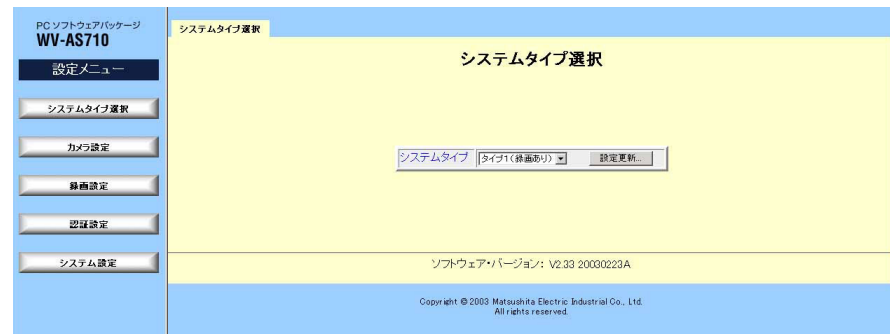 PC ソフトウェアパッケージ
WV-AS710
設定メニュー
システムタイプ選択
カメラ設定
録画設定
認証設定
システム設定
システムタイプ選択
システムタイプ選択
システムタイプ タイプ1(録画あり) 設定更新...
ソフトウェア・バージョン: V2.33 20030223A
Copyright © 2003 Matsushita Electric Industrial Co., Ltd.
All rights reserved.